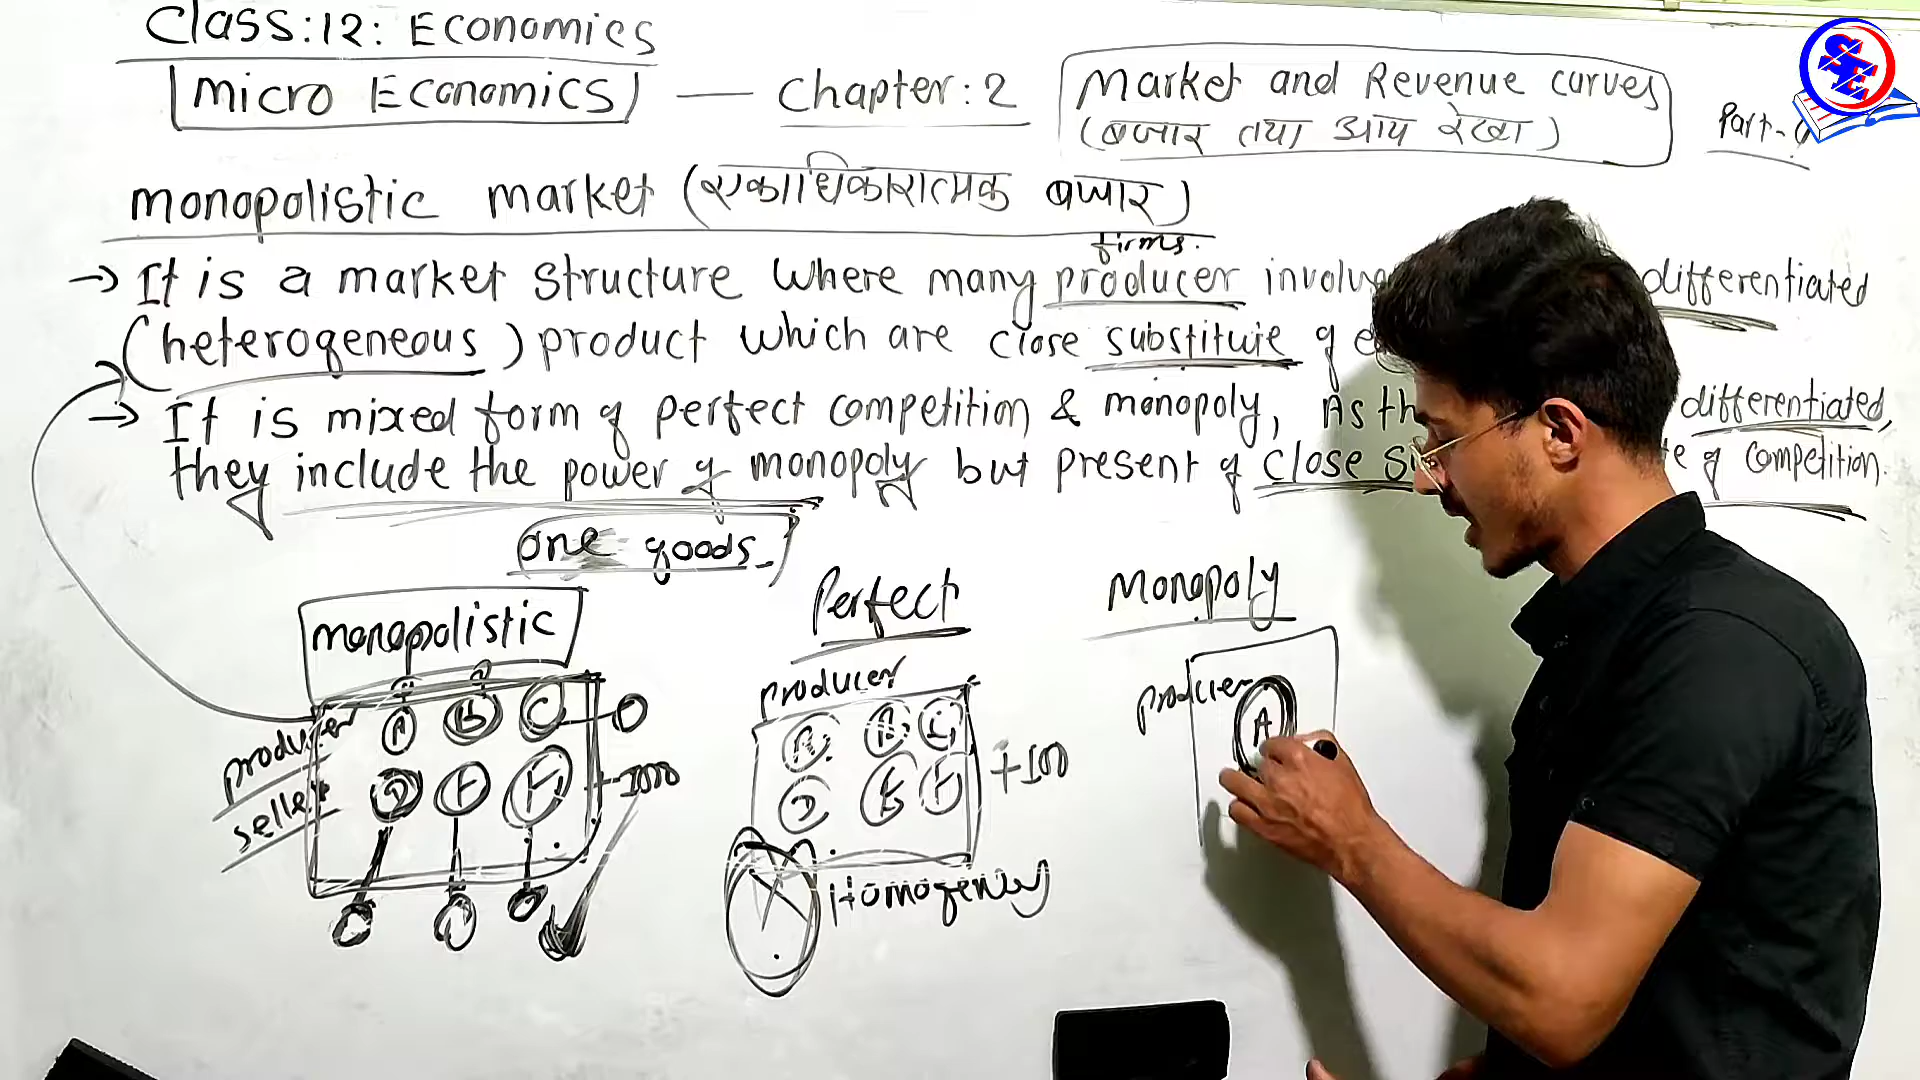 Class:12: Economics
Micro Economics — Chapter:2 Market and Revenue curves
(बाजार तथा आय रेखा)
Part-
monopolistic market (एकाधिकारात्मक बाजार)
firms.
→ It is a market structure where many producer differentiated
(heterogeneous) product which are close substitute of
→ It is mixed form of perfect competition & monopoly, As differentiated,
they include the power of monopoly but present of close of competition.
one goods
monopolistic Perfect Monopoly
producer
seller
A B C
D F F
+1000
producer
A B C
D E F
+100
Homogeney
producer
A